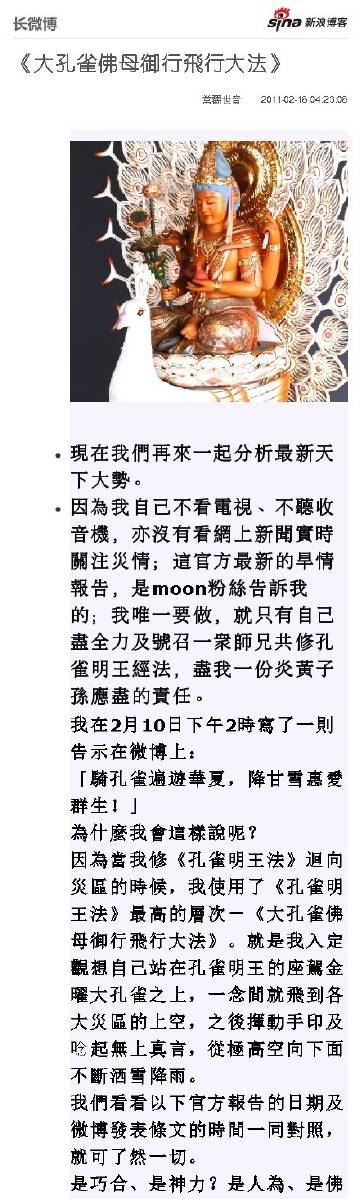 长微博
sina 新浪博客
《大孔雀佛母御行飛行大法》
2011-02-16 04:23:06
現在我們再來一起分析最新天
下大勢。
因為我自己不看電視、不聽收
音機，亦沒有看網上新聞實時
關注災情；這官方最新的旱情
報告，是moon粉絲告訴我
的；我唯一要做，就只有自己
盡全力及號召一衆師兄共修孔
雀明王經法，盡我一份炎黃子
孫應盡的責任。
我在2月10日下午2時寫了一則
告示在微博上：
「騎孔雀遍遊華夏，降甘雪惠愛
群生！」
為什麼我會這樣說呢？
因為當我修《孔雀明王法》迴向
災區的時候，我使用了《孔雀明
王法》最高的層次－《大孔雀佛
母御行飛行大法》。就是我入定
觀想自己站在孔雀明王的座駕金
曜大孔雀之上，一念間就飛到各
大災區的上空，之後揮動手印及
唸起無上真言，從極高空向下面
不斷洒雪降雨。
我們看看以下官方報告的日期及
微博發表條文的時間一同對照，
就可了然一切。
是巧合、是神力？是人為、是佛